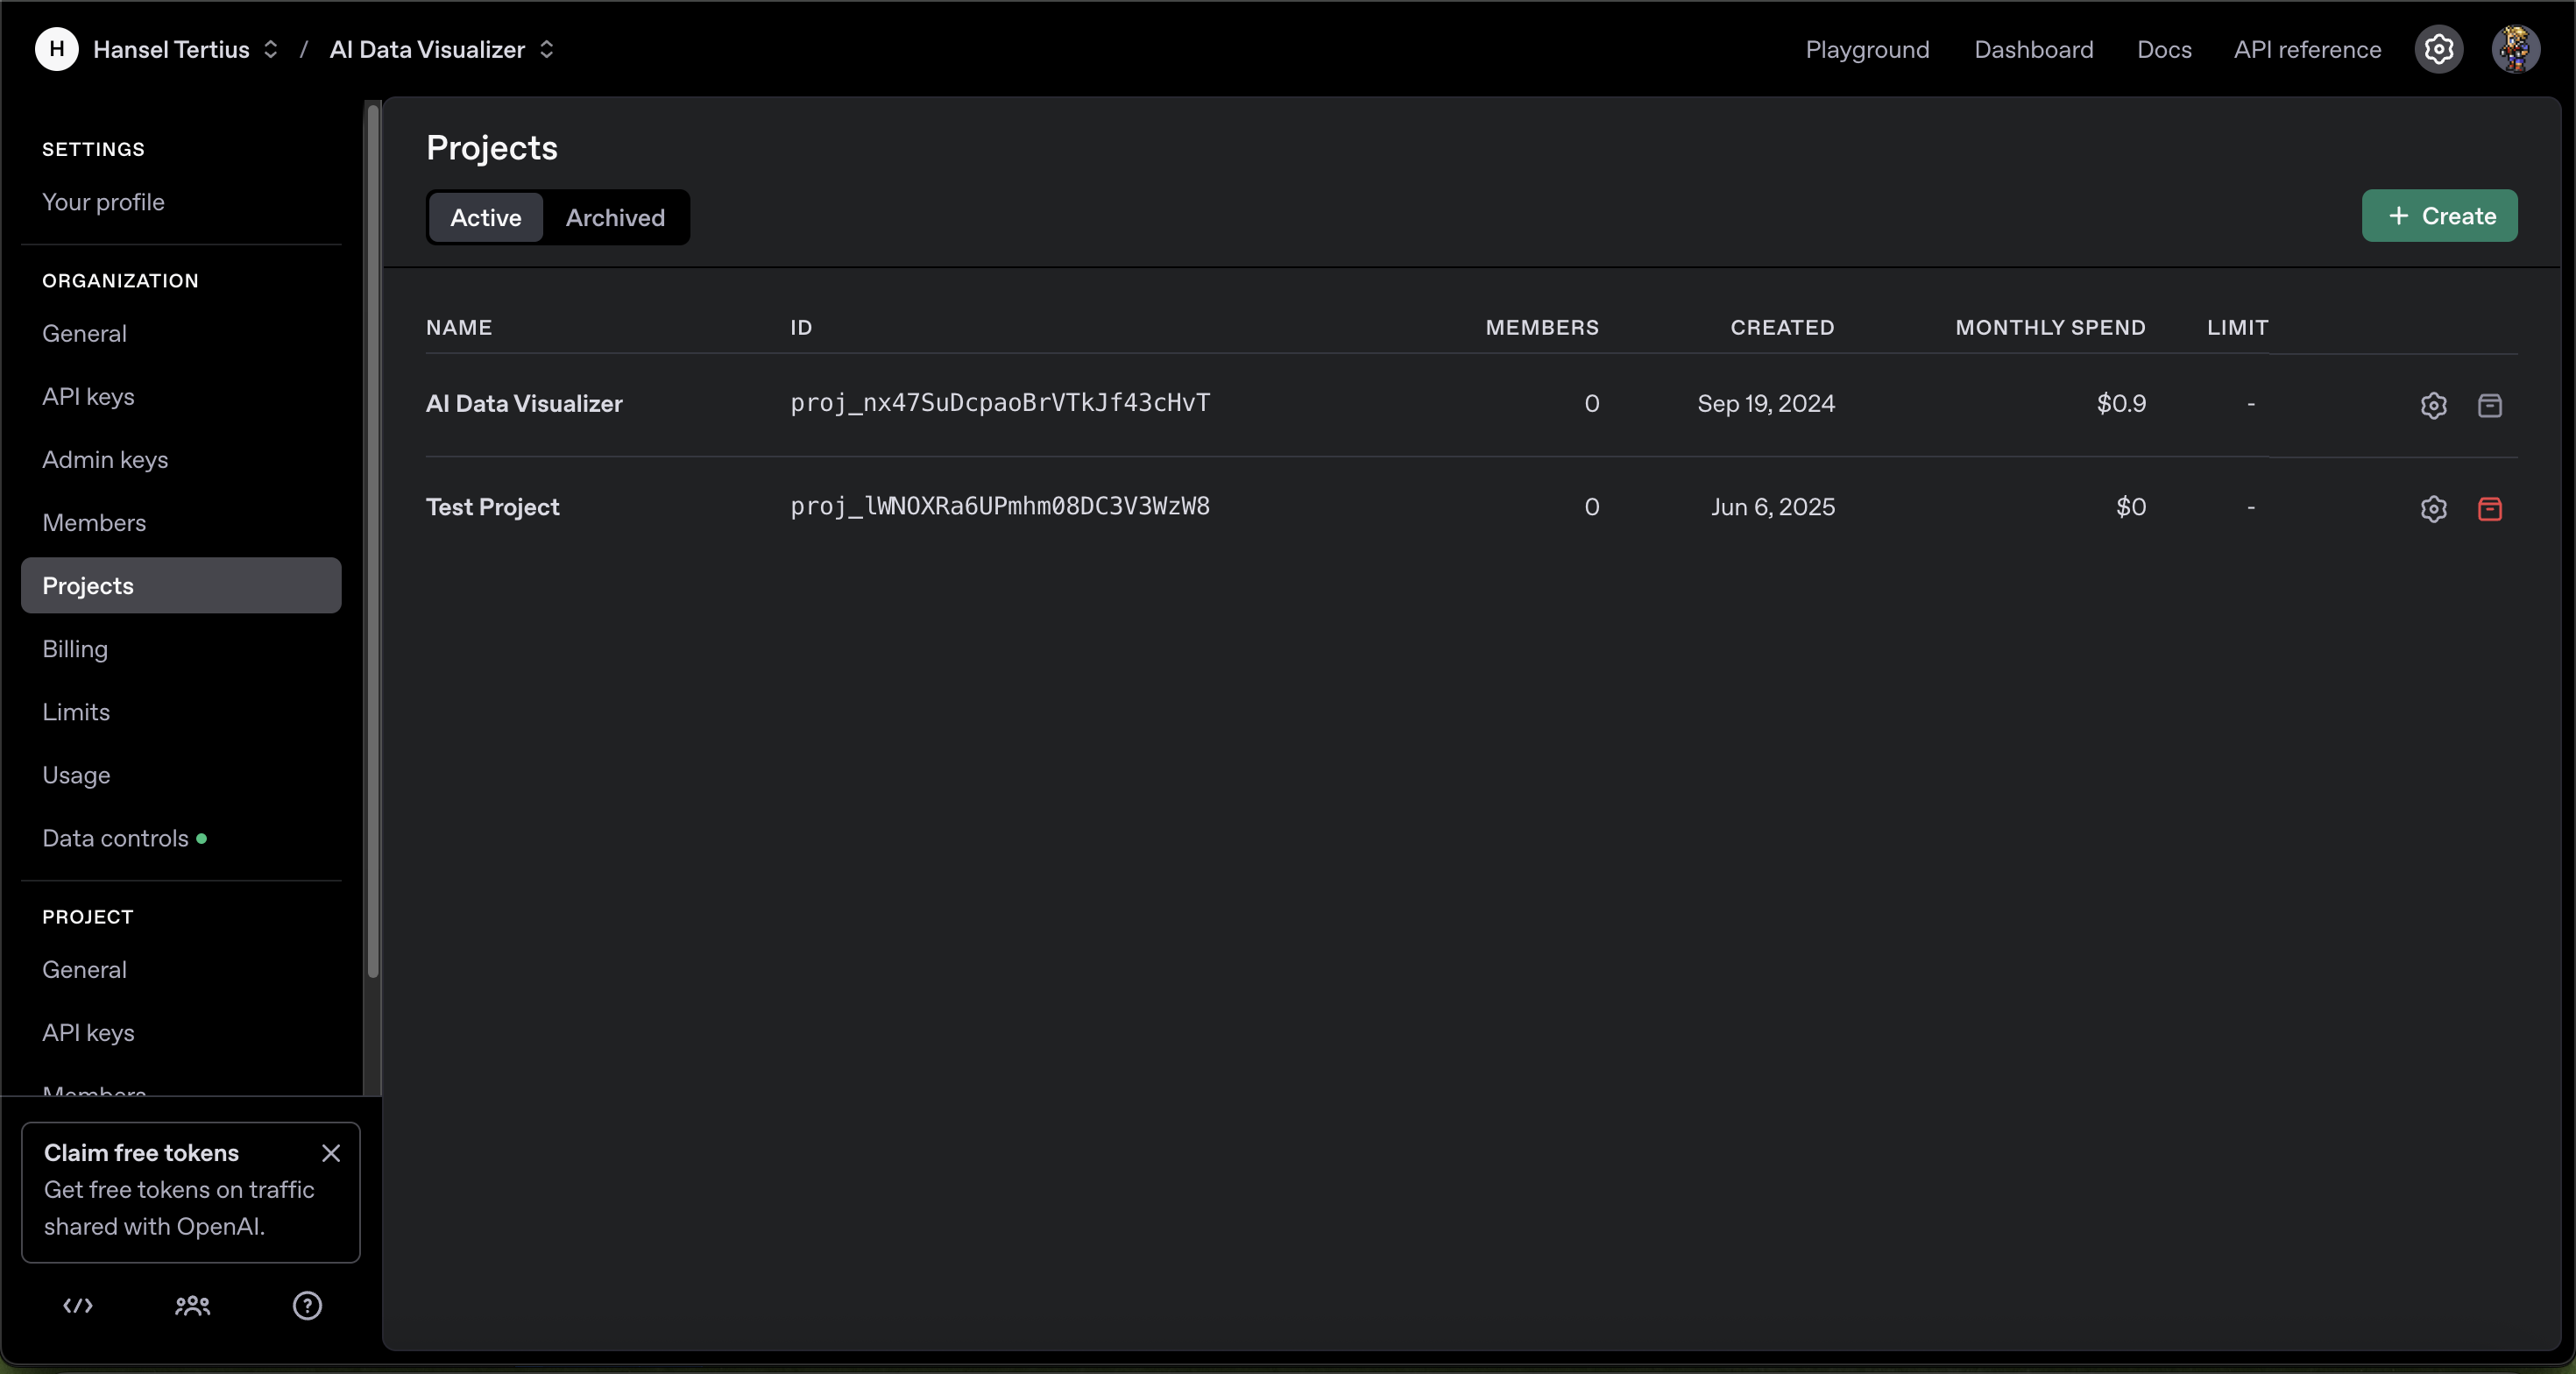 H Hansel Tertius / AI Data Visualizer
Playground Dashboard Docs API reference
SETTINGS
Your profile
ORGANIZATION
General
API keys
Admin keys
Members
Projects
Billing
Limits
Usage
Data controls
PROJECT
General
API keys
Members
Claim free tokens
Get free tokens on traffic
shared with OpenAI.
Projects
Active Archived
+ Create
NAME ID MEMBERS CREATED MONTHLY SPEND LIMIT
AI Data Visualizer proj_nx47SuDcpaoBrVTkJf43cHvT 0 Sep 19, 2024 $0.9 -
Test Project proj_lWNOXRa6UPmhm08DC3V3WzW8 0 Jun 6, 2025 $0 -